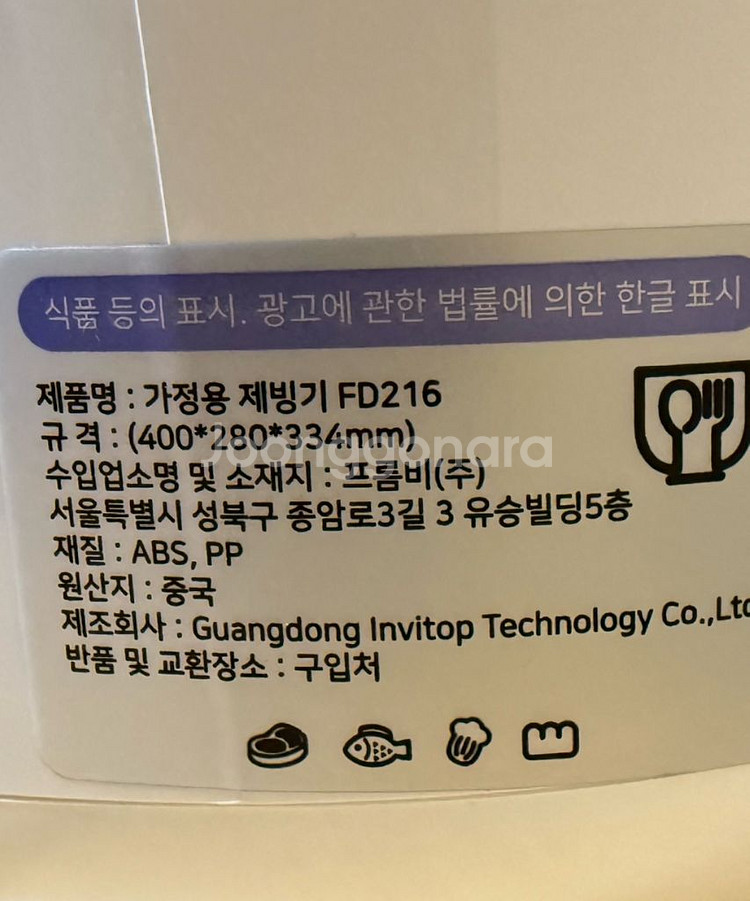 식품 등의 표시. 광고에 관한 법률에 의한 한글 표시
제품명 : 가정용 제빙기 FD216
규 격 : (400*280*334mm)
Joonggonara
수입업소명 및 소재지 : 프롬비(주)
서울특별시 성북구 종암로3길 3 유승빌딩5층
재질 : ABS, PP
원산지 : 중국
제조회사 : Guangdong Invitop Technology Co.,Ltd
반품 및 교환장소 : 구입처